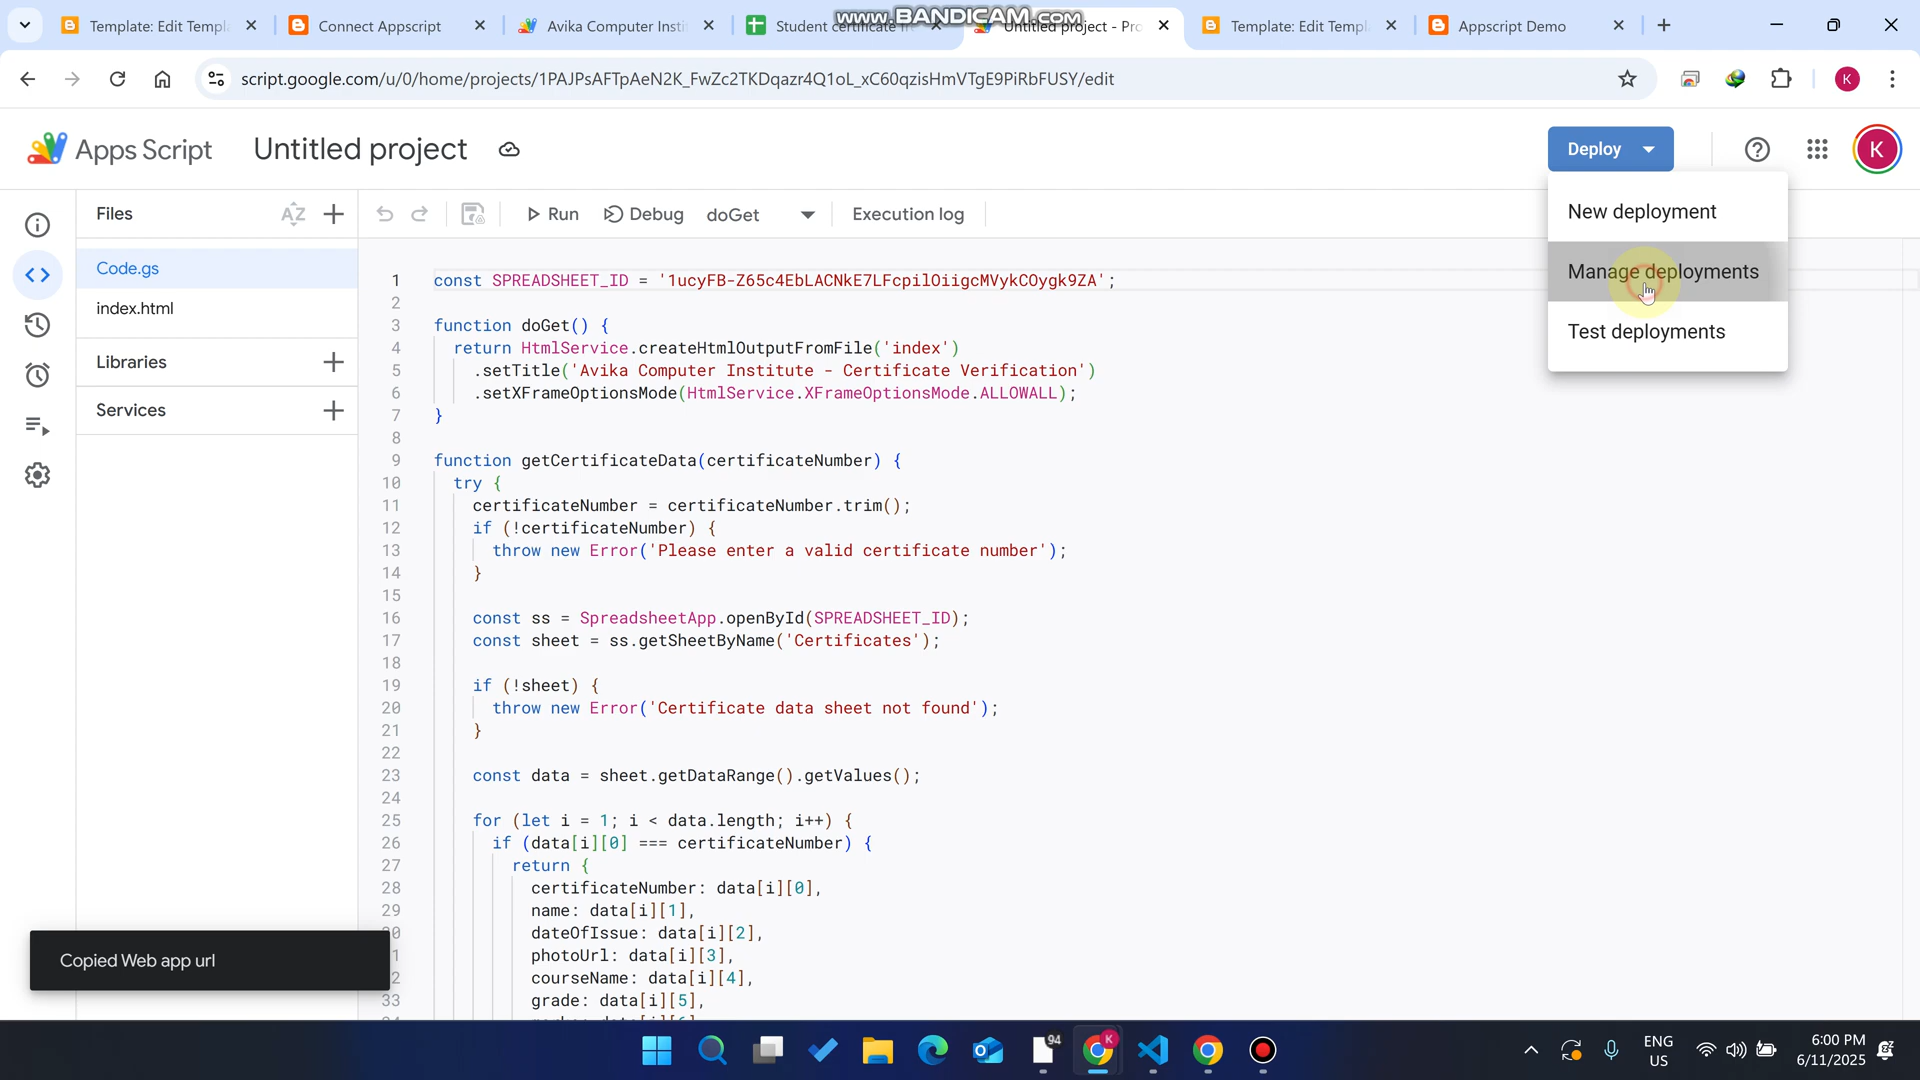 www.BANDICAM.com
Template: Edit Templ
Connect Appscript
Avika Computer Insti
Student certificate
Untitled project - Pro
Template: Edit Templ
Appscript Demo
script.google.com/u/0/home/projects/1PAJPsAFTpAeN2K_FwZc2TKDqazr4Q1oL_xC60qzisHmVTgE9PiRbFUSY/edit
K
Apps Script
Untitled project
Deploy
K
Files
AZ
Run
Debug
doGet
Execution log
New deployment
Manage deployments
Test deployments
Code.gs
index.html
Libraries
Services
1 const SPREADSHEET_ID = '1ucyFB-Z65c4EbLACNkE7LFcpilOiigcMVykCOygk9ZA';
2
3 function doGet() {
4 return HtmlService.createHtmlOutputFromFile('index')
5 .setTitle('Avika Computer Institute - Certificate Verification')
6 .setXFrameOptionsMode(HtmlService.XFrameOptionsMode.ALLOWALL);
7 }
8
9 function getCertificateData(certificateNumber) {
10 try {
11 certificateNumber = certificateNumber.trim();
12 if (!certificateNumber) {
13 throw new Error('Please enter a valid certificate number');
14 }
15
16 const ss = SpreadsheetApp.openById(SPREADSHEET_ID);
17 const sheet = ss.getSheetByName('Certificates');
18
19 if (!sheet) {
20 throw new Error('Certificate data sheet not found');
21 }
22
23 const data = sheet.getDataRange().getValues();
24
25 for (let i = 1; i < data.length; i++) {
26 if (data[i][0] === certificateNumber) {
27 return {
28 certificateNumber: data[i][0],
29 name: data[i][1],
0 dateOfIssue: data[i][2],
1 photoUrl: data[i][3],
2 courseName: data[i][4],
33 grade: data[i][5],
Copied Web app url
94
K
ENG
US
6:00 PM
6/11/2025